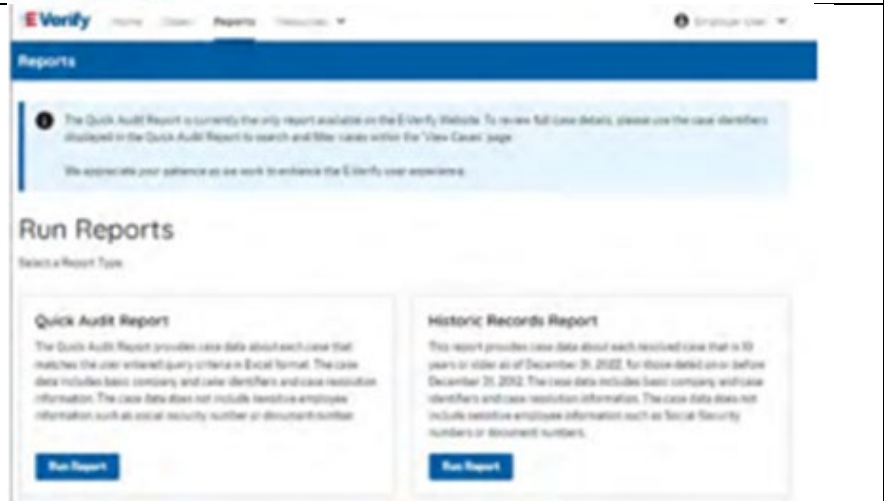 E Verify Home Cases Reports Resources Employer User
Reports
The Quick Audit Report is currently the only report available on the E-Verify Website. To review full case details, please use the case identifiers
displayed in the Quick Audit Report to search and filter cases within the 'View Cases' page.
We appreciate your patience as we work to enhance the E-Verify user experience.
Run Reports
Select a Report Type
Quick Audit Report
The Quick Audit Report provides case data about each case that
matches the user entered query criteria in Excel format. The case
data includes basic company and case identifiers and case resolution
information. The case data does not include sensitive employee
information such as social security number or document number.
Run Report
Historic Records Report
This report provides case data about each resolved case that is 10
years or older as of December 31, 2022, for those dated on or before
December 31, 2012. The case data includes basic company and case
identifiers and case resolution information. The case data does not
include sensitive employee information such as Social Security
numbers or document numbers.
Run Report